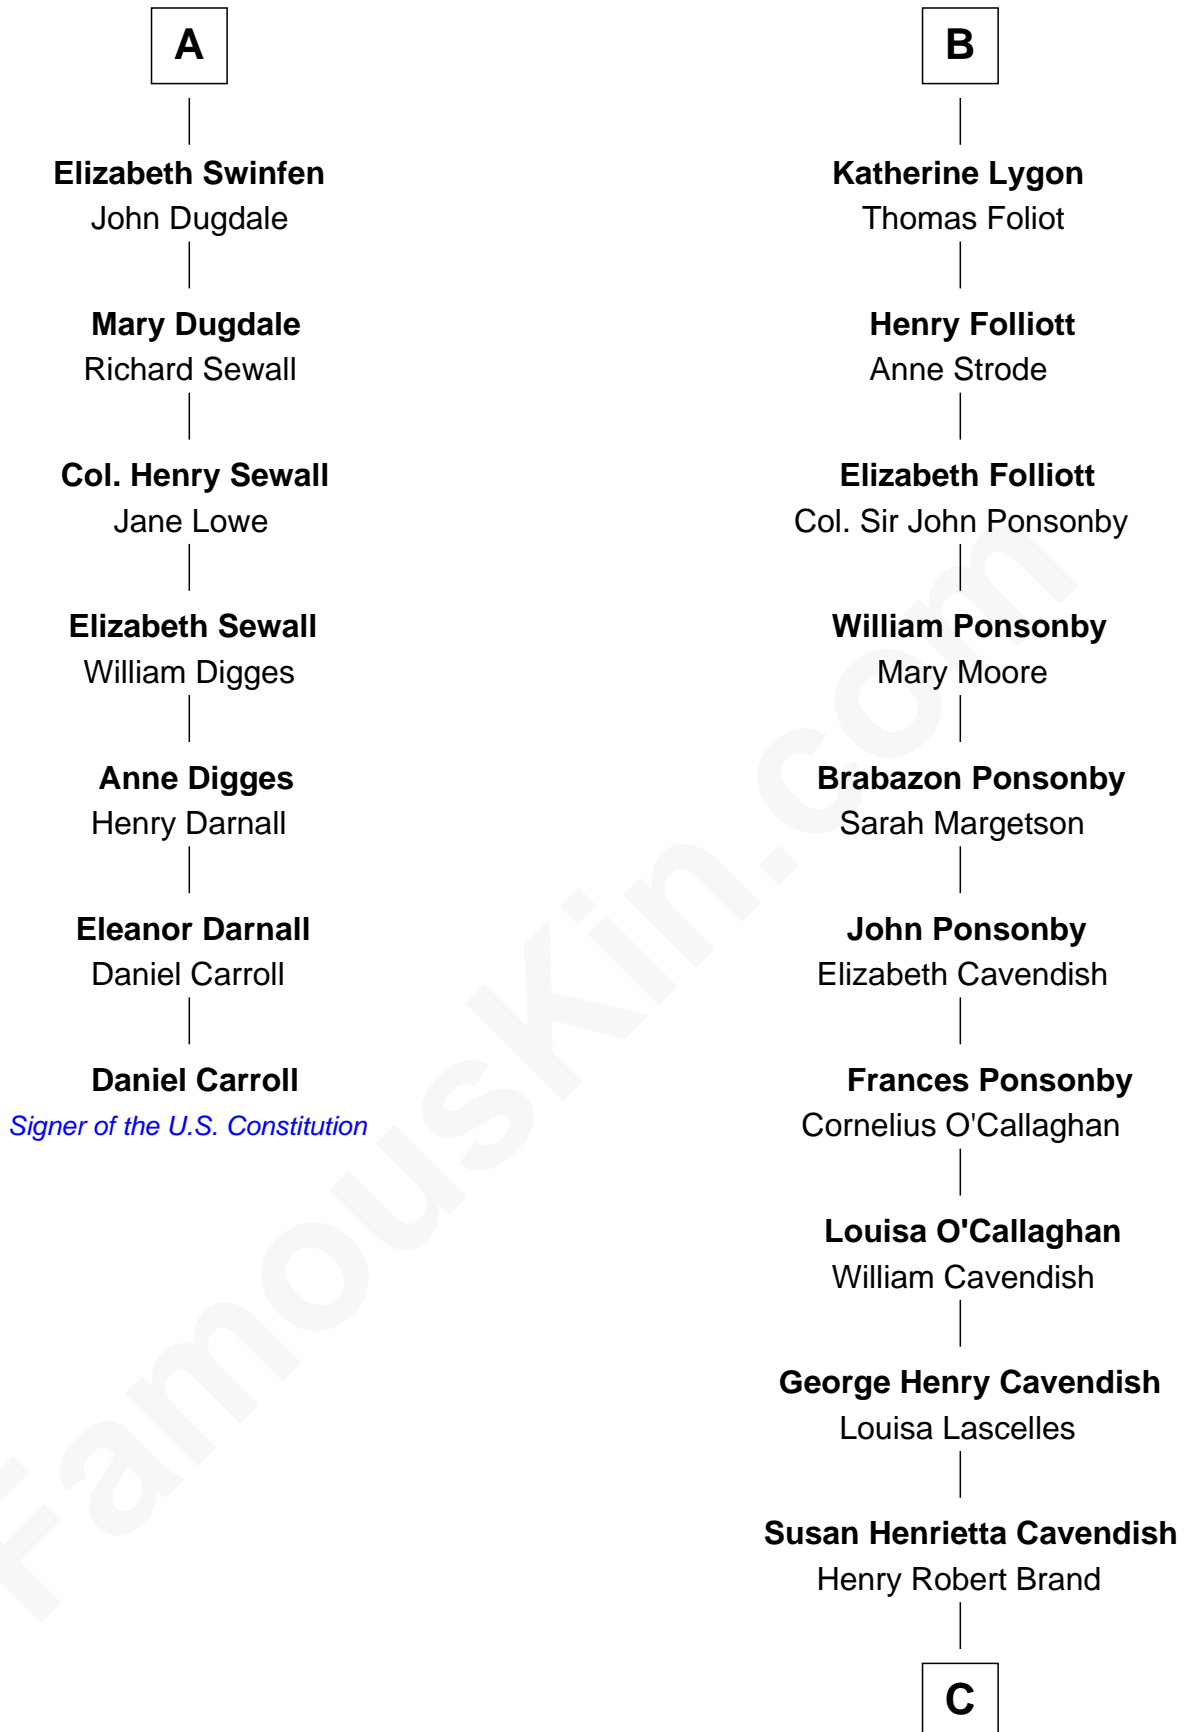 A
Elizabeth Swinfen
John Dugdale
Mary Dugdale
Richard Sewall
Col. Henry Sewall
Jane Lowe
Elizabeth Sewall
William Digges
Anne Digges
Henry Darnall
Eleanor Darnall
Daniel Carroll
Daniel Carroll
Signer of the U.S. Constitution
B
Katherine Lygon
Thomas Foliot
Henry Folliott
Anne Strode
Elizabeth Folliott
Col. Sir John Ponsonby
William Ponsonby
Mary Moore
Brabazon Ponsonby
Sarah Margetson
John Ponsonby
Elizabeth Cavendish
Frances Ponsonby
Cornelius O'Callaghan
Louisa O'Callaghan
William Cavendish
George Henry Cavendish
Louisa Lascelles
Susan Henrietta Cavendish
Henry Robert Brand
C
FamousKin.com